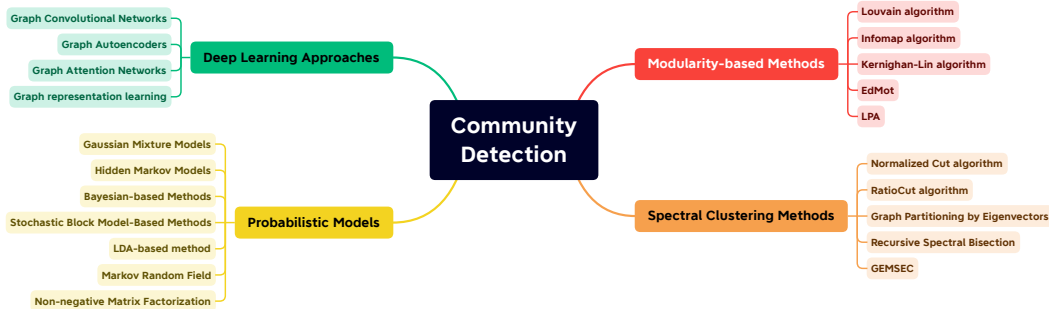 Community
Detection
Deep Learning Approaches
Graph Convolutional Networks
Graph Autoencoders
Graph Attention Networks
Graph representation learning
Probabilistic Models
Gaussian Mixture Models
Hidden Markov Models
Bayesian-based Methods
Stochastic Block Model-Based Methods
LDA-based method
Markov Random Field
Non-negative Matrix Factorization
Modularity-based Methods
Louvain algorithm
Infomap algorithm
Kernighan-Lin algorithm
EdMot
LPA
Spectral Clustering Methods
Normalized Cut algorithm
RatioCut algorithm
Graph Partitioning by Eigenvectors
Recursive Spectral Bisection
GEMSEC